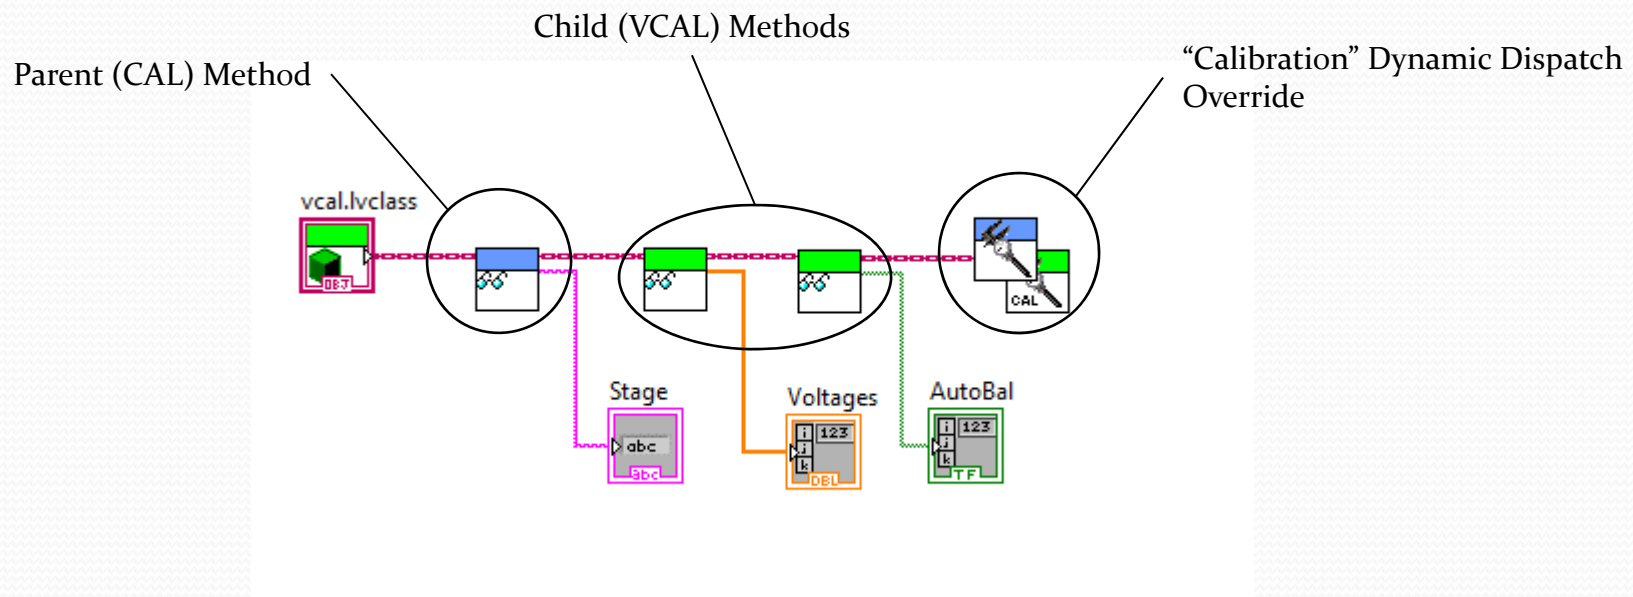 Child (VCAL) Methods
Parent (CAL) Method
“Calibration” Dynamic Dispatch
Override
vcal.lvclass
OBJ
CAL
Stage
abc
abc
Voltages
i
123
j
k
DBL
AutoBal
i
123
j
k
TF